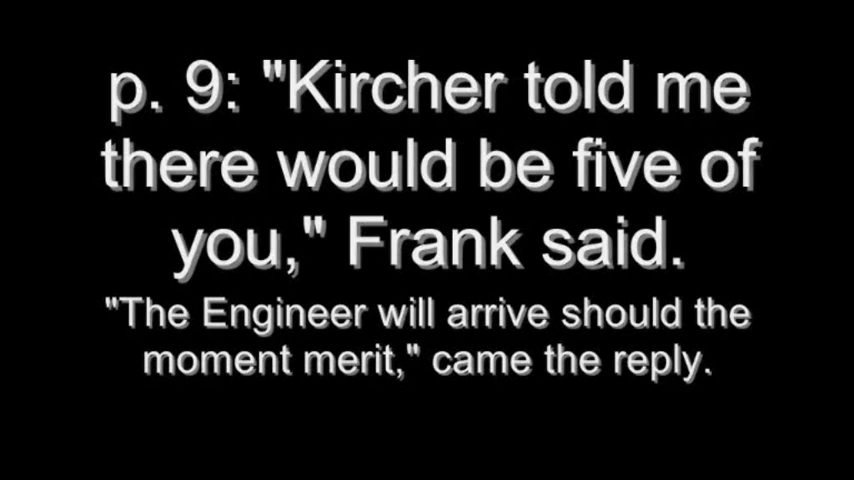 p. 9: "Kircher told me
there would be five of
you," Frank said.
"The Engineer will arrive should the
moment merit," came the reply.